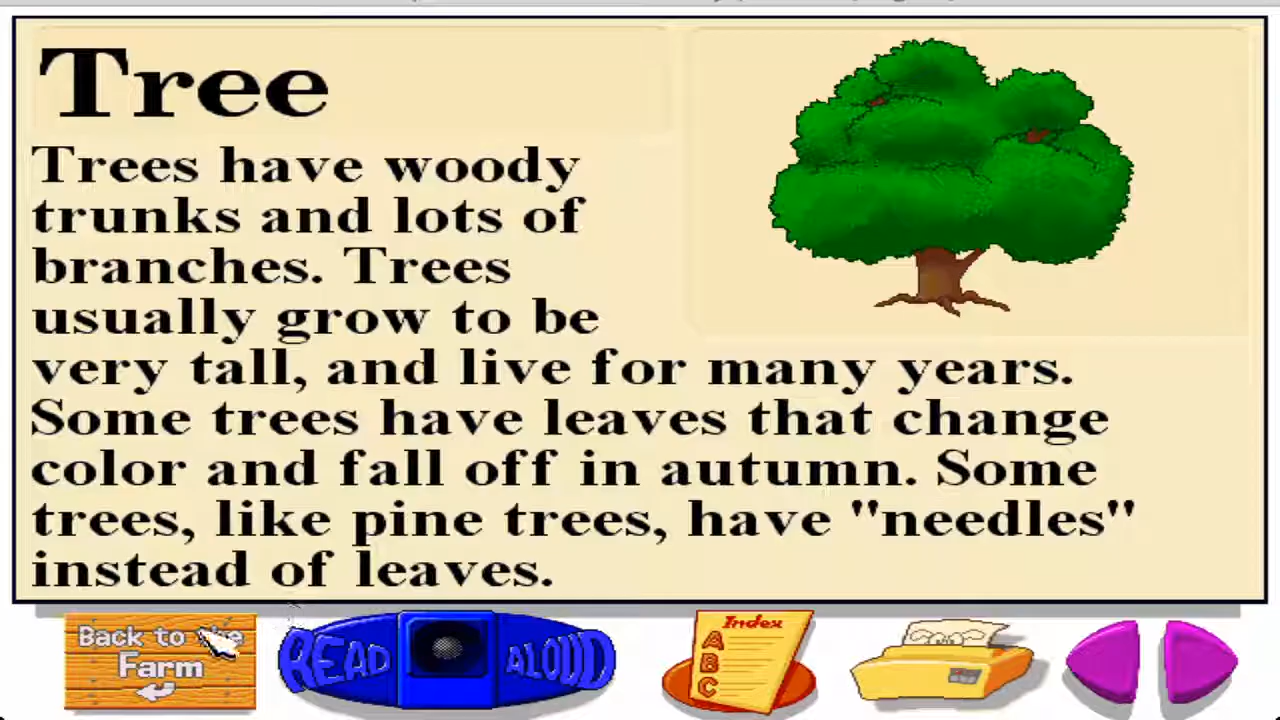 Tree
Trees have woody
trunks and lots of
branches. Trees
usually grow to be
very tall, and live for many years.
Some trees have leaves that change
color and fall off in autumn. Some
trees, like pine trees, have "needles"
instead of leaves.
Back to the
Farm
READ ALOUD
Index
A
B
C